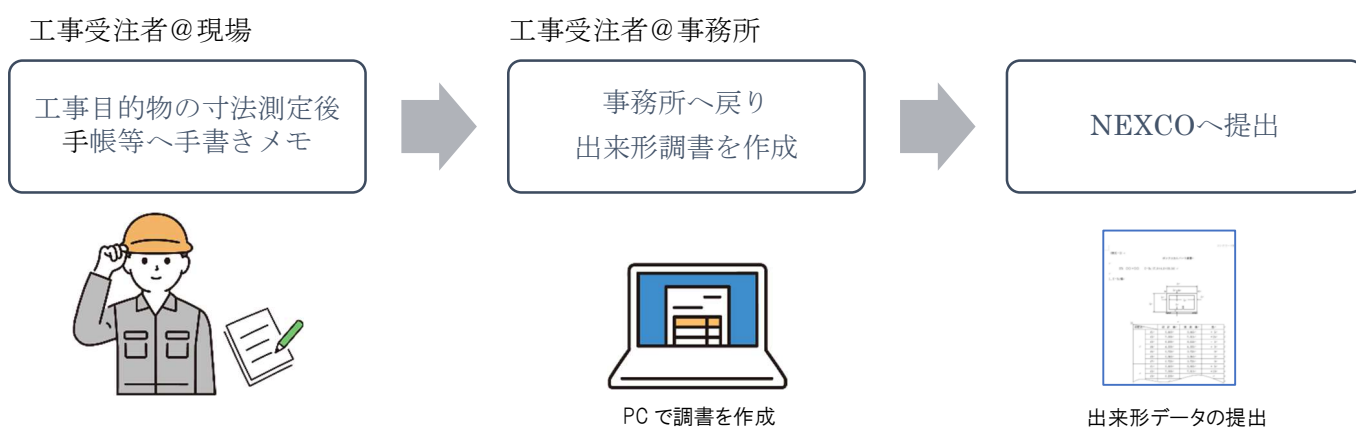 工事受注者@現場
工事受注者@事務所
工事目的物の寸法測定後
手帳等へ手書きメモ
事務所へ戻り
出来形調書を作成
NEXCOへ提出
PCで調書を作成
出来形データの提出